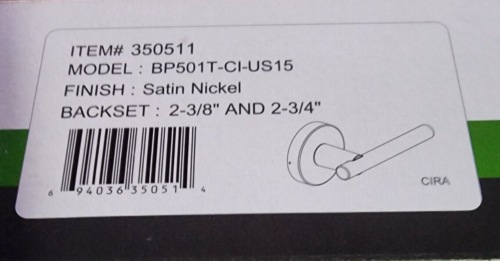 ITEM# 350511
MODEL : BP501T-CI-US15
FINISH : Satin Nickel
BACKSET : 2-3/8" AND 2-3/4"
6 94036 35051 4
CIRA